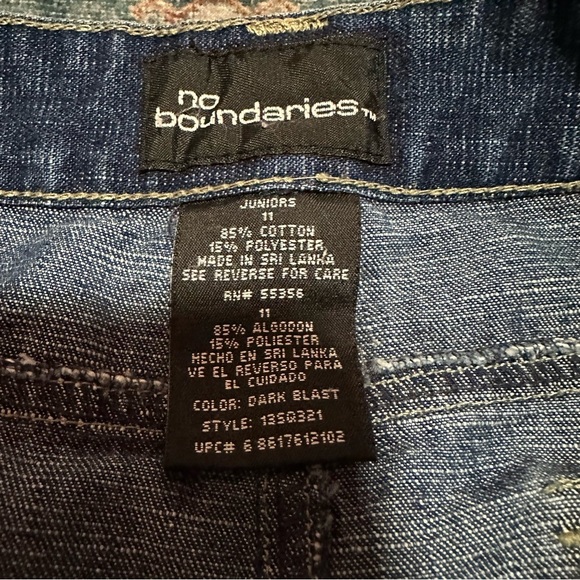 no
boundaries™
JUNIORS
11
85% COTTON
15% POLYESTER
MADE IN SRI LANKA
SEE REVERSE FOR CARE
RN# 55356
11
85% ALGODON
15% POLIESTER
HECHO EN SRI LANKA
VE EL REVERSO PARA
EL CUIDADO
COLOR: DARK BLAST
STYLE: 13SQ321
UPC# 6 8617612102